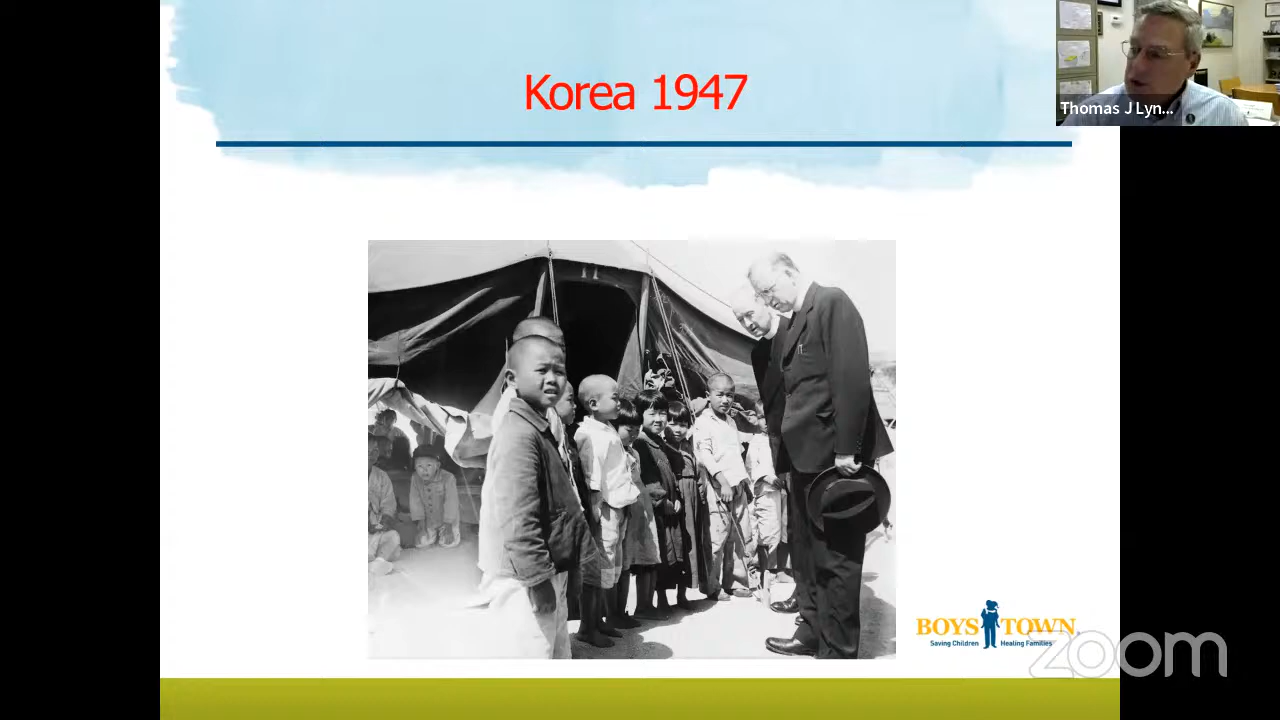 Korea 1947
Thomas J Lyn...
BOYS TOWN
Saving Children Healing Families
zoom